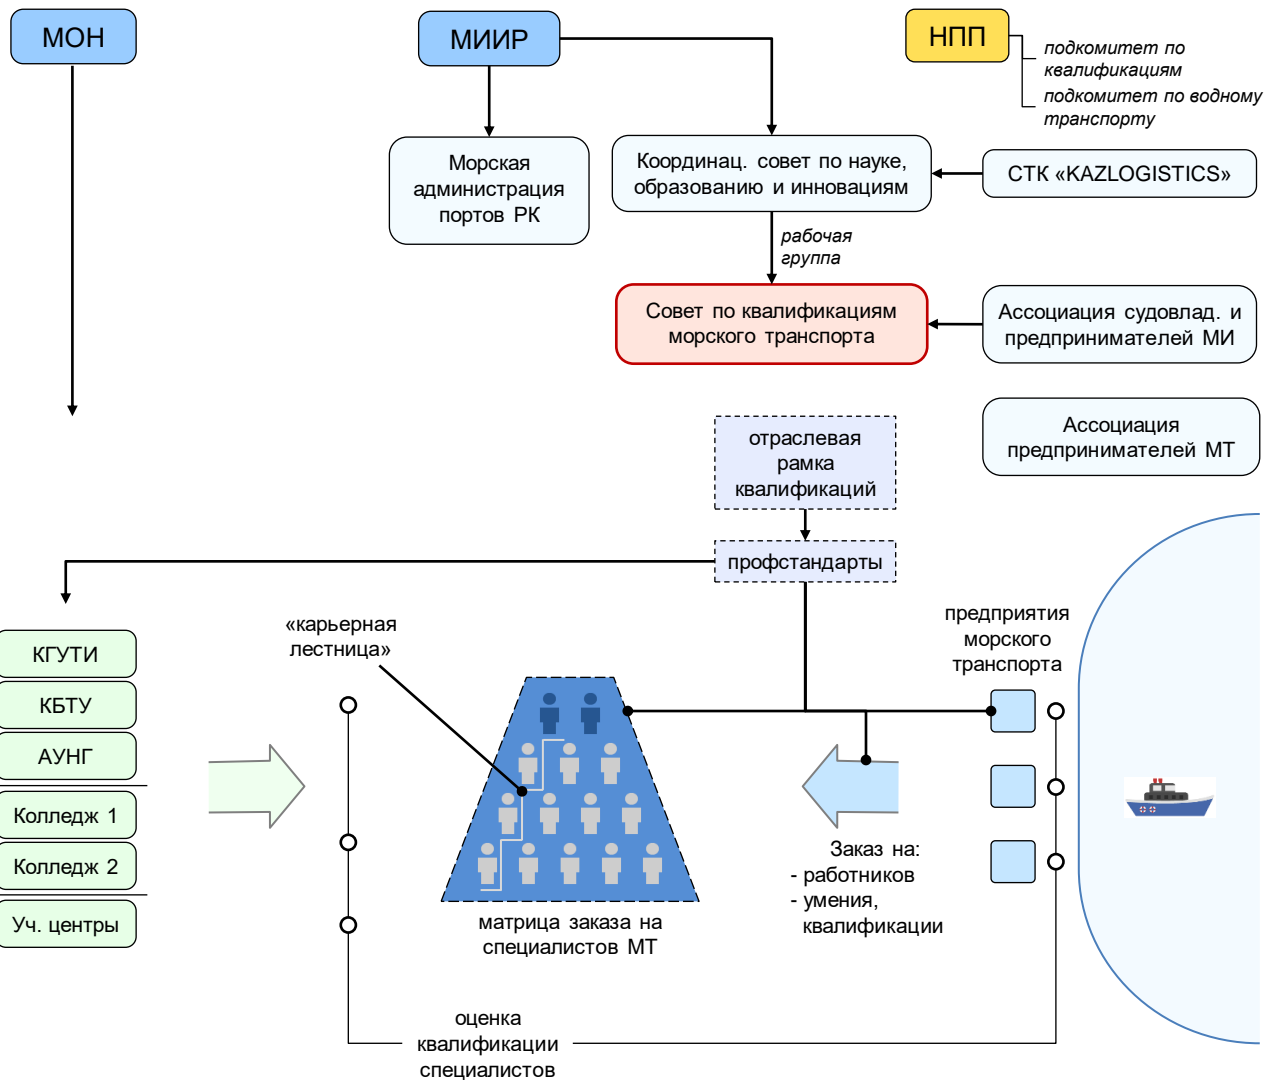 МОН
МИИР
НПП
подкомитет по
квалификациям
подкомитет по водному
транспорту
Морская
администрация
портов РК
Координац. совет по науке,
образованию и инновациям
СТК «KAZLOGISTICS»
рабочая
группа
Совет по квалификациям
морского транспорта
Ассоциация судовлад. и
предпринимателей МИ
Ассоциация
предпринимателей МТ
отраслевая
рамка
квалификаций
профстандарты
«карьерная
лестница»
предприятия
морского
транспорта
КГУТИ
КБТУ
АУНГ
Колледж 1
Колледж 2
Уч. центры
Заказ на:
- работников
- умения,
квалификации
матрица заказа на
специалистов МТ
оценка
квалификации
специалистов